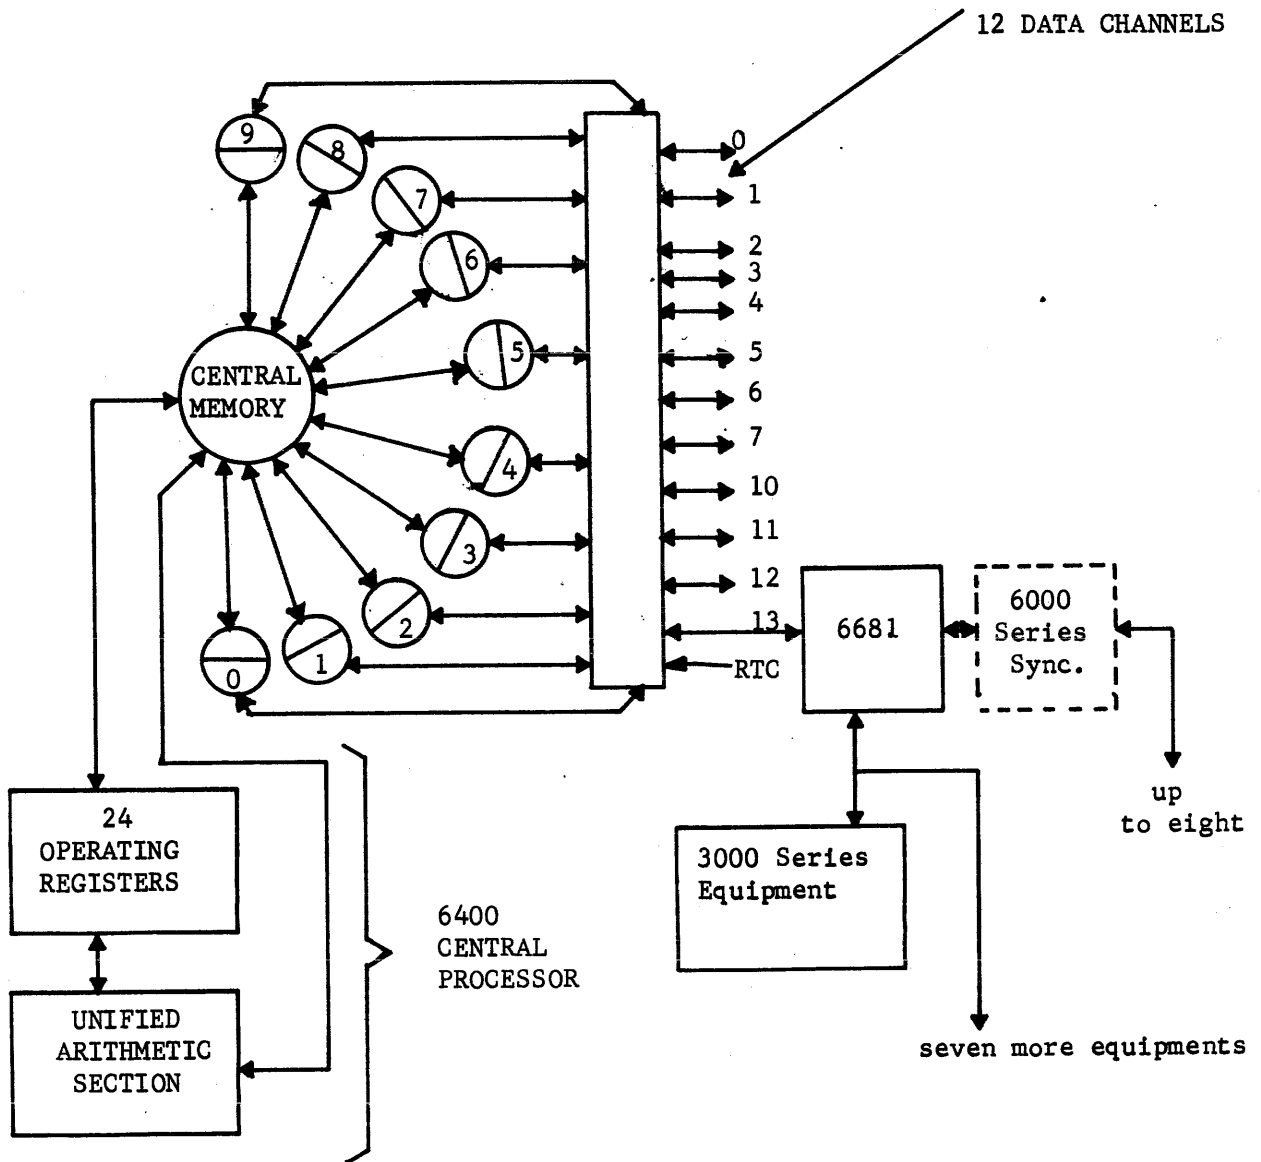 12 DATA CHANNELS
9
8
7
6
5
4
3
2
1
0
CENTRAL
MEMORY
0
1
2
3
4
5
6
7
10
11
12
13
RTC
6681
6000
Series
Sync.
up
to eight
3000 Series
Equipment
seven more equipments
24
OPERATING
REGISTERS
UNIFIED
ARITHMETIC
SECTION
6400
CENTRAL
PROCESSOR